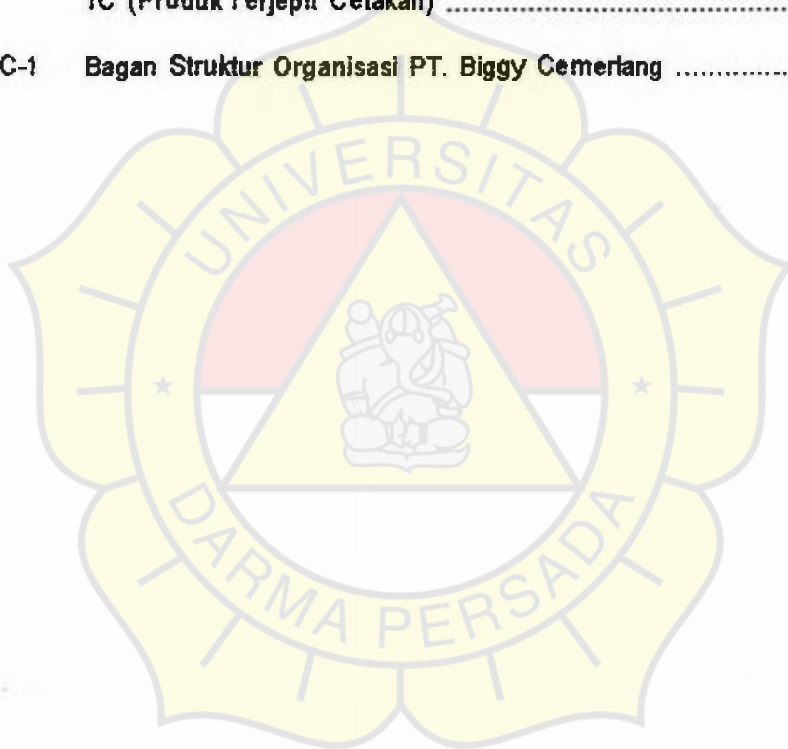 1C (Produk Terjepit Cetakan) ................................................
C-1 Bagan Struktur Organisasi PT. Biggy Cemerlang ...............
UNIVERSITAS
DARMA PERSADA